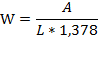 W = A / L * 1,378